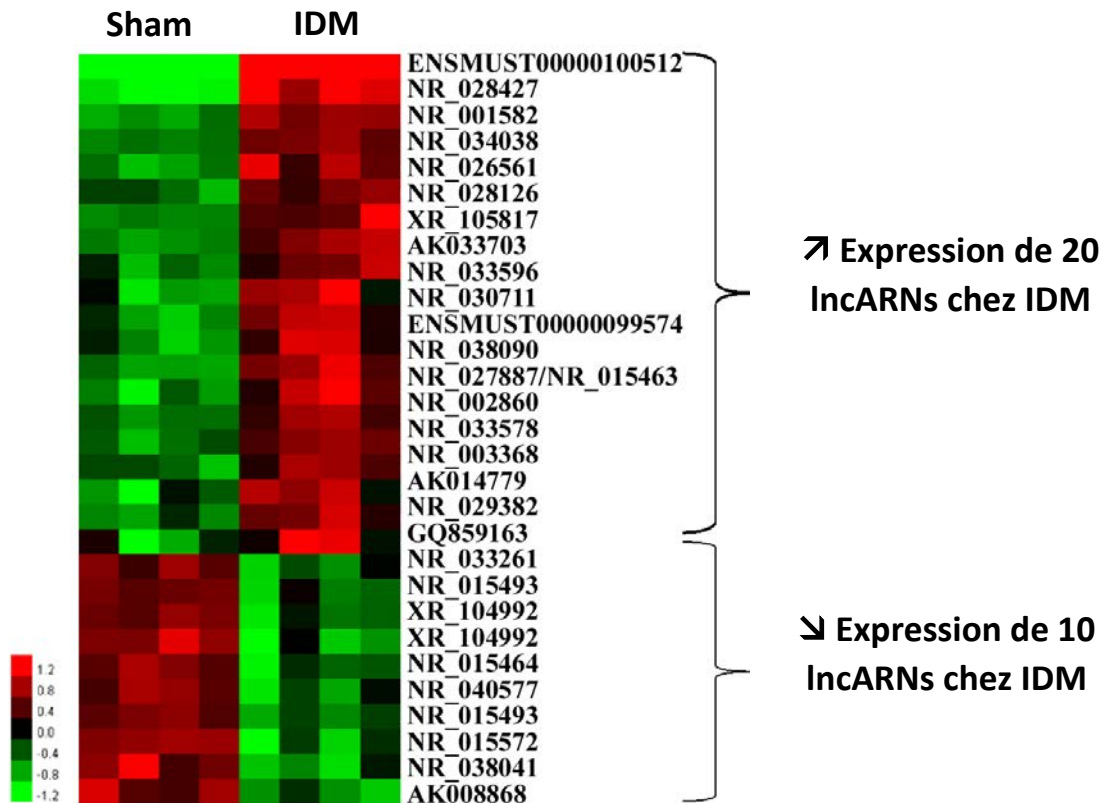 Sham IDM
ENSMUST00000100512
NR_028427
NR_001582
NR_034038
NR_026561
NR_028126
XR_105817
AK033703
NR_033596
NR_030711
ENSMUST00000099574
NR_038090
NR_027887/NR_015463
NR_002860
NR_033578
NR_003368
AK014779
NR_029382
GQ859163
NR_033261
NR_015493
XR_104992
XR_104992
NR_015464
NR_040577
NR_015493
NR_015572
NR_038041
AK008868
↗ Expression de 20
lncARNs chez IDM
↘ Expression de 10
lncARNs chez IDM
1.2
0.8
0.4
0.0
-0.4
-0.8
-1.2